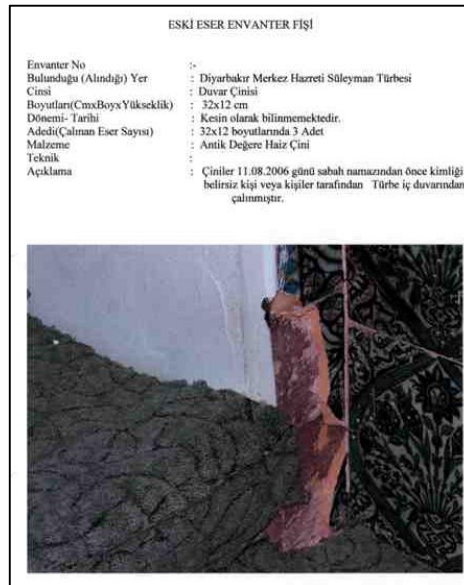 ESKİ ESER ENVANTER FİŞİ
Envanter No :-
Bulunduğu (Alındığı) Yer : Diyarbakır Merkez Hazreti Süleyman Türbesi
Cinsi : Duvar Çinisi
Boyutları(CmxBoyxYükseklik) : 32x12 cm
Dönemi- Tarihi : Kesin olarak bilinmemektedir.
Adedi(Çalınan Eser Sayısı) : 32x12 boyutlarında 3 Adet
Malzeme : Antik Değere Haiz Çini
Teknik :
Açıklama : Çiniler 11.08.2006 günü sabah namazından önce kimliği
belirsiz kişi veya kişiler tarafından Türbe iç duvarından
çalınmıştır.